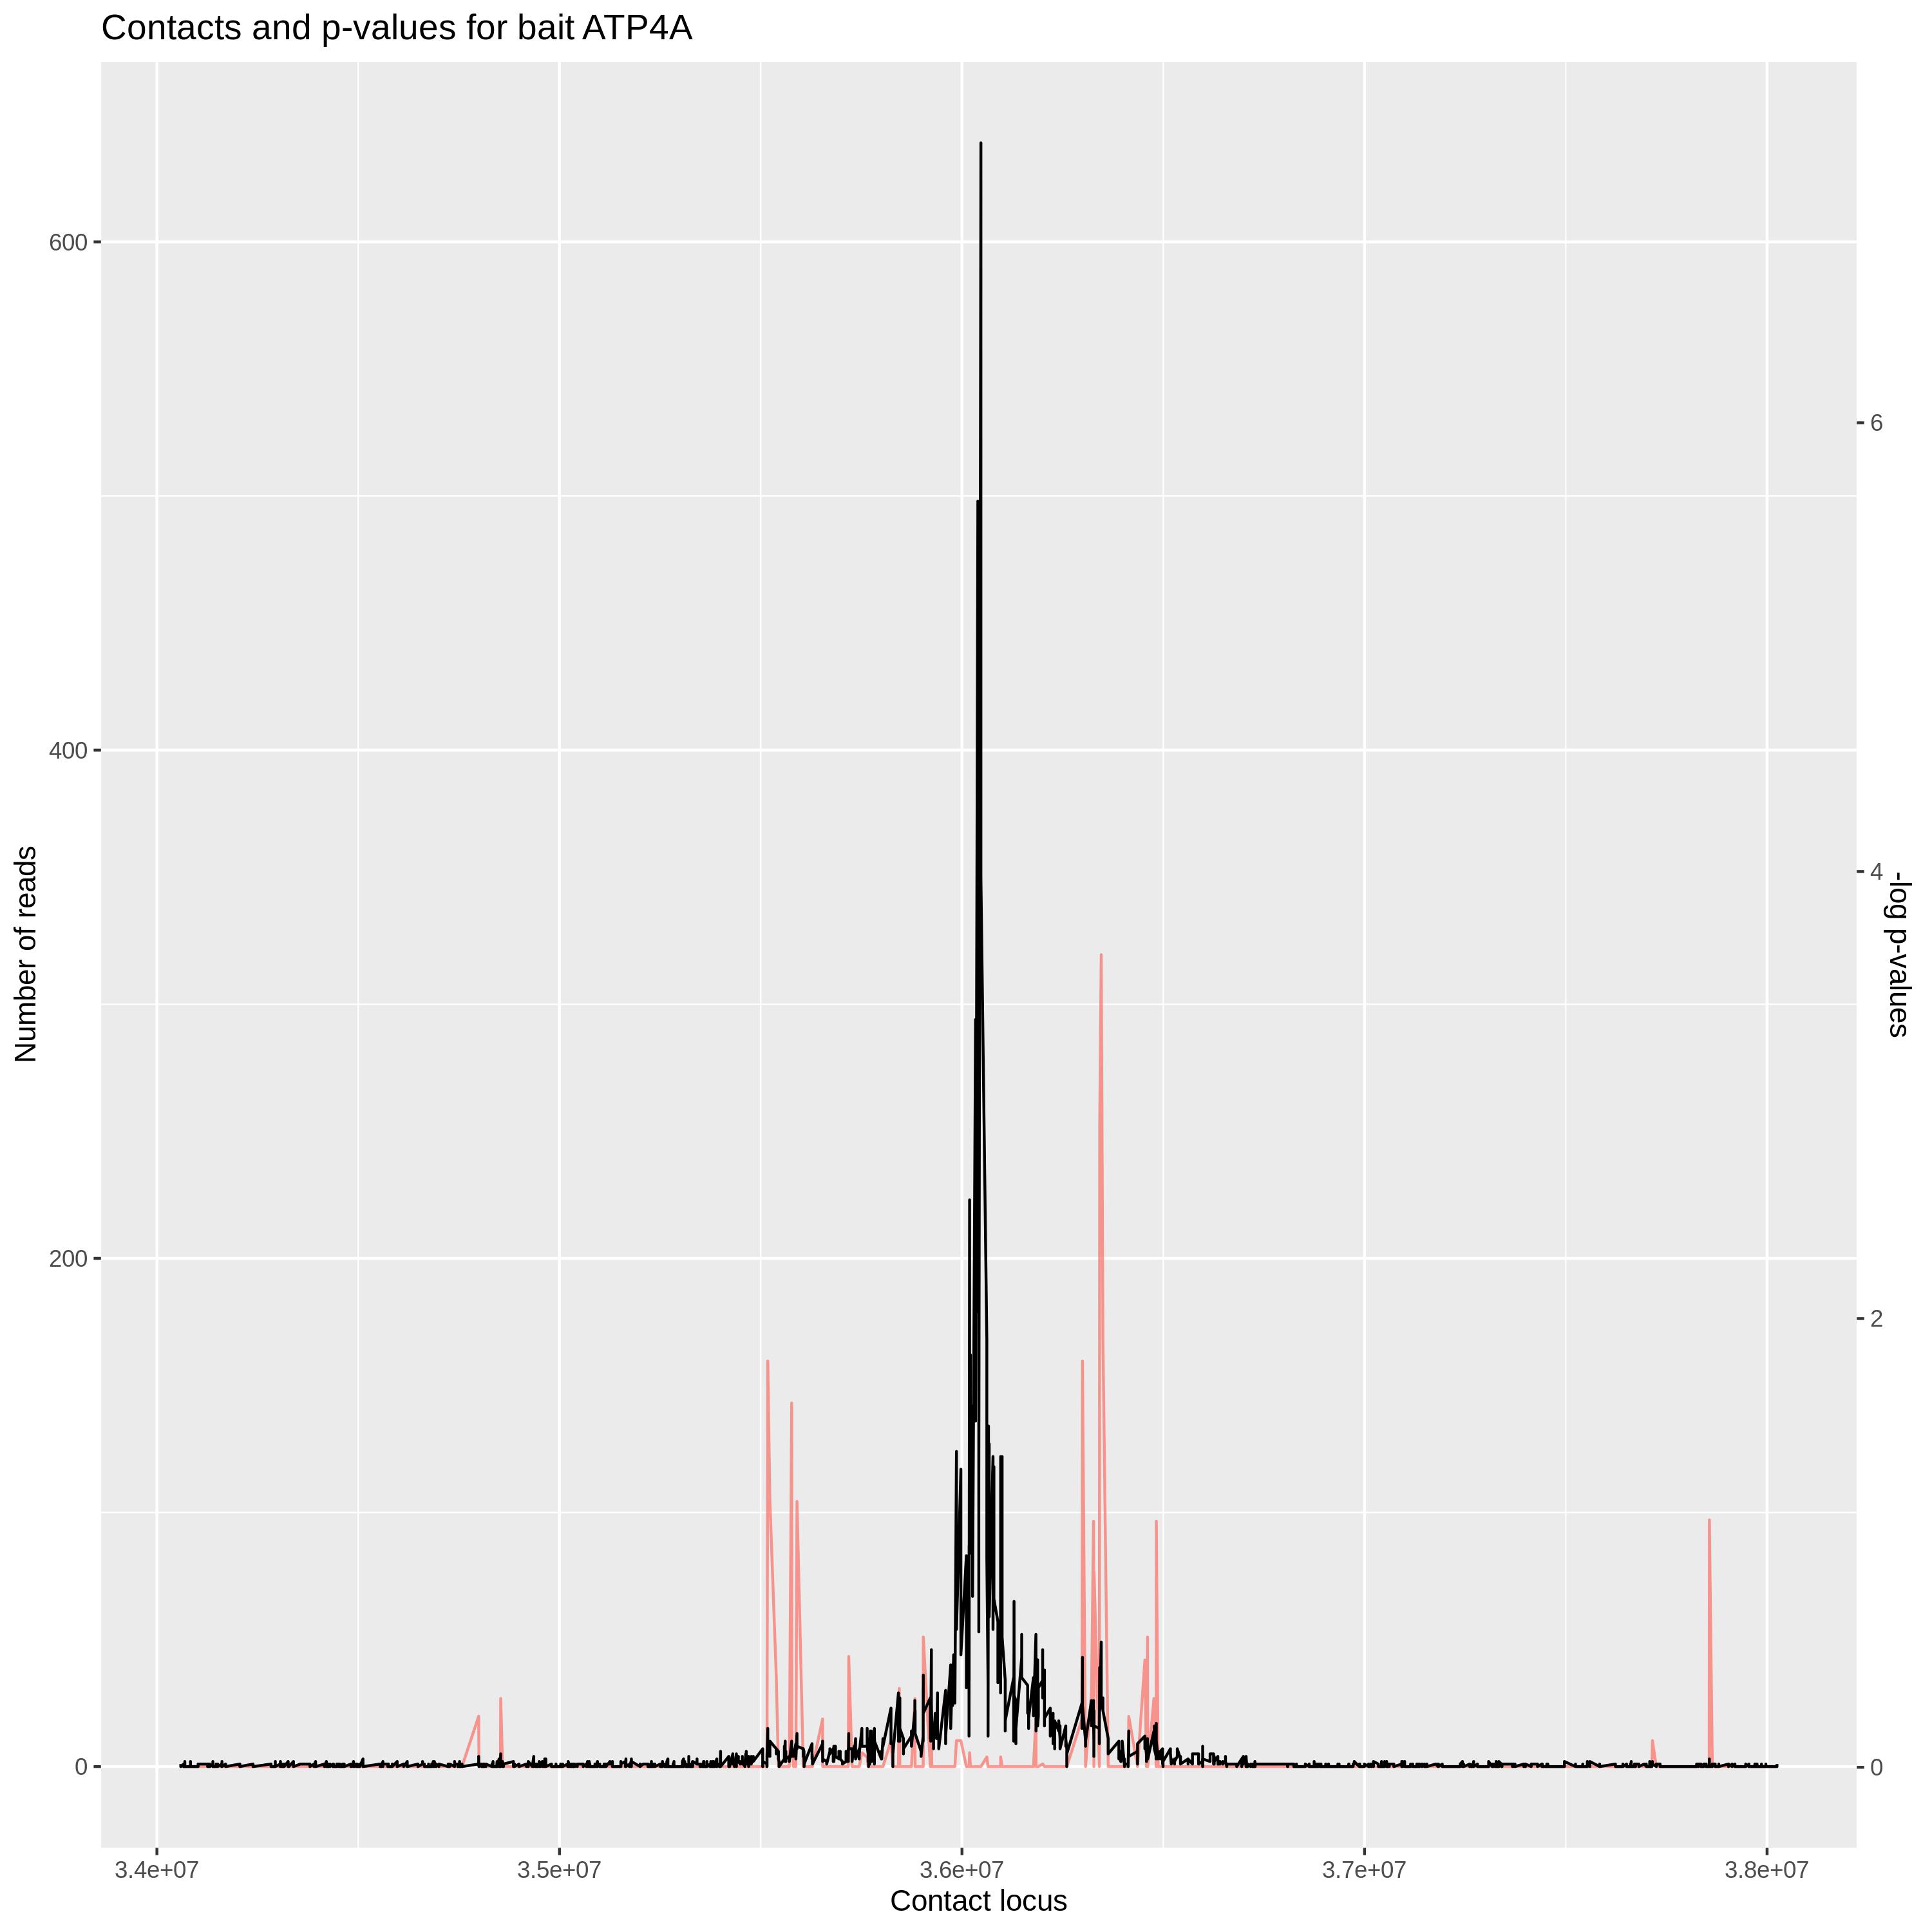 Contacts and p-values for bait ATP4A
600
400
200
0
6
4
2
0
Number of reads
-log p-values
3.4e+07
3.5e+07
3.6e+07
3.7e+07
3.8e+07
Contact locus